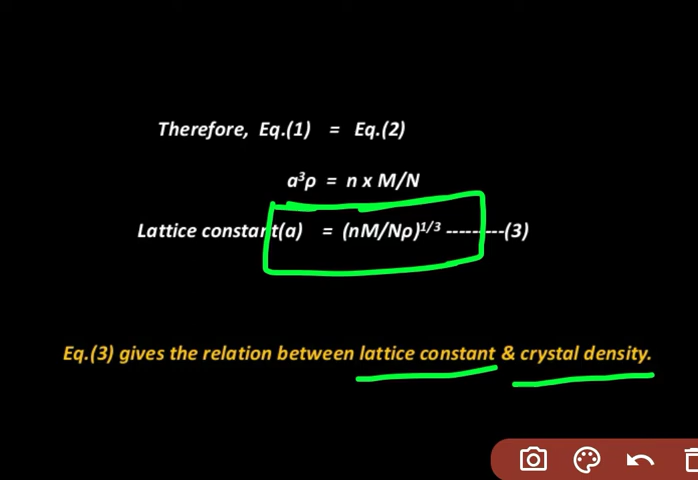 Therefore, Eq.(1) = Eq.(2)
a³ρ = n x M/N
Lattice constant(a) = (nM/Nρ)¹/³ ---------(3)
Eq.(3) gives the relation between lattice constant & crystal density.